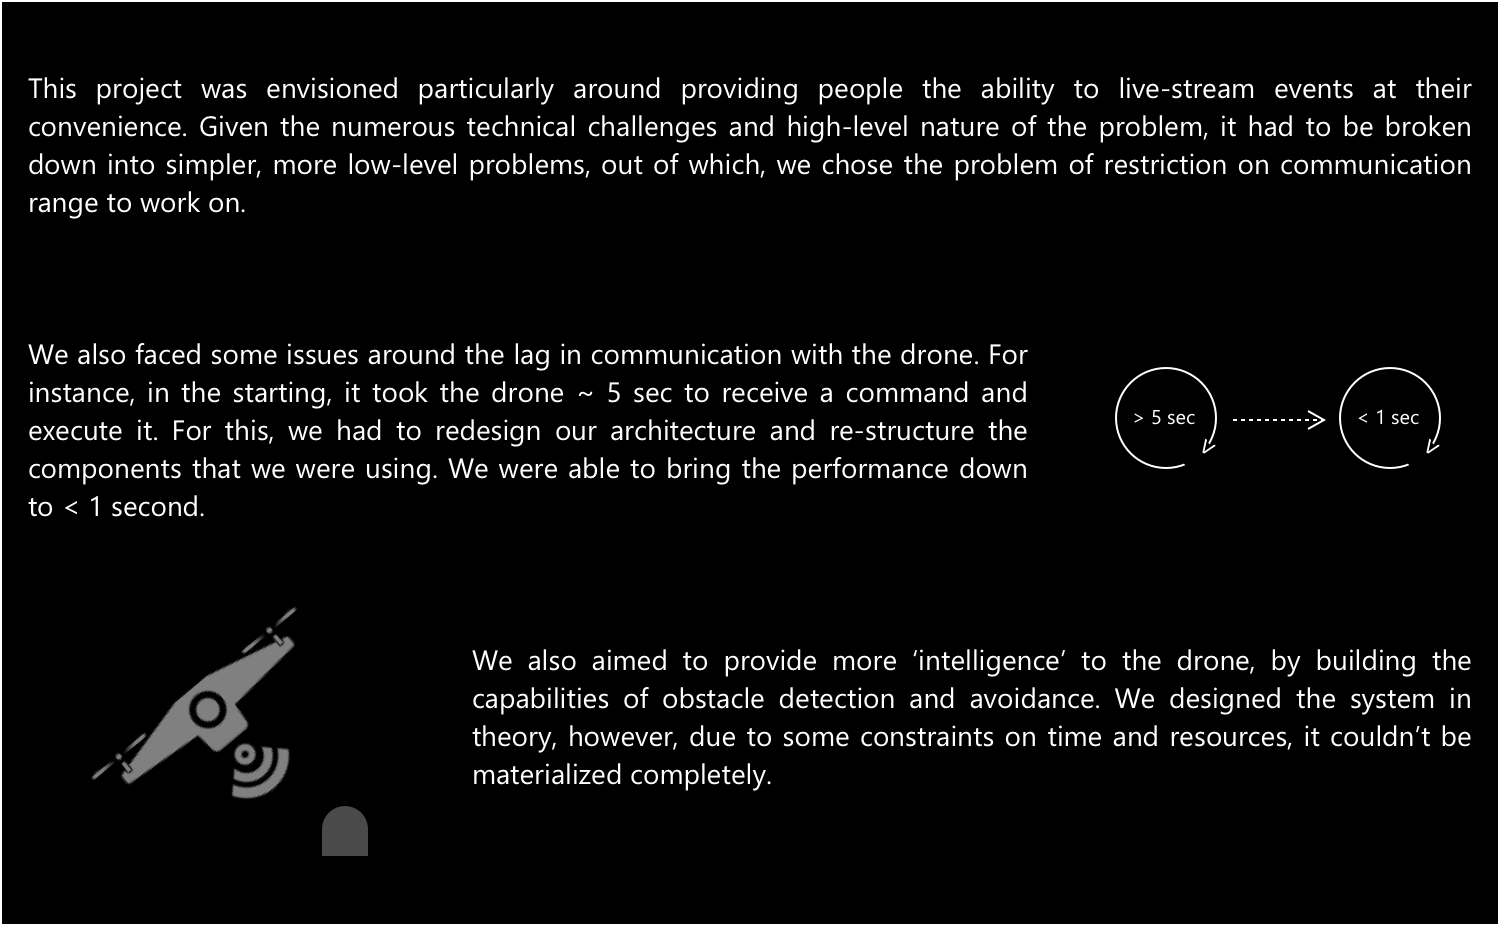 This project was envisioned particularly around providing people the ability to live-stream events at their
convenience. Given the numerous technical challenges and high-level nature of the problem, it had to be broken
down into simpler, more low-level problems, out of which, we chose the problem of restriction on communication
range to work on.
We also faced some issues around the lag in communication with the drone. For
instance, in the starting, it took the drone ~ 5 sec to receive a command and
execute it. For this, we had to redesign our architecture and re-structure the
components that we were using. We were able to bring the performance down
to < 1 second.
> 5 sec
< 1 sec
We also aimed to provide more ‘intelligence’ to the drone, by building the
capabilities of obstacle detection and avoidance. We designed the system in
theory, however, due to some constraints on time and resources, it couldn’t be
materialized completely.